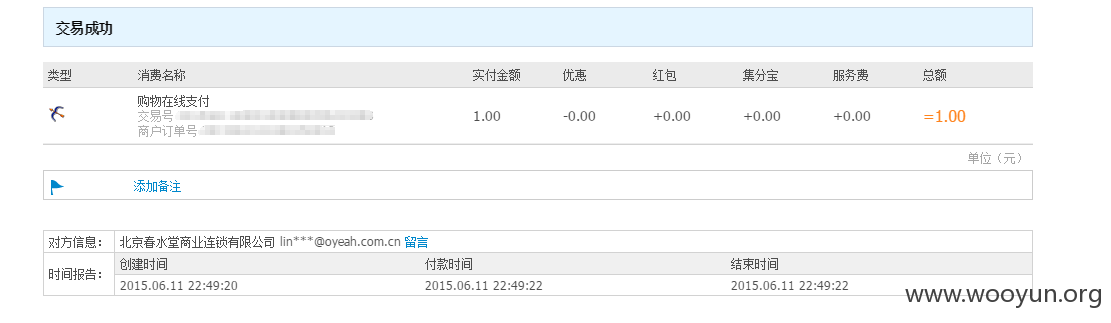 交易成功
类型 消费名称 实付金额 优惠 红包 集分宝 服务费 总额
购物在线支付
交易号
商户订单号
1.00 -0.00 +0.00 +0.00 +0.00 =1.00
单位（元）
添加备注
对方信息： 北京春水堂商业连锁有限公司 lin***@oyeah.com.cn 留言
时间报告： 创建时间 付款时间 结束时间
2015.06.11 22:49:20 2015.06.11 22:49:22 2015.06.11 22:49:22
www.wooyun.org